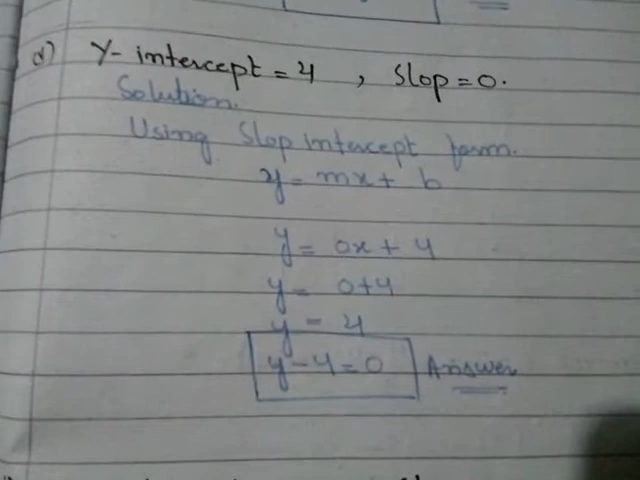 v) Y-intercept = 4 , Slop = 0.
Solution.
Using Slop intercept form.
y = mx + b
y = 0x + 4
y = 0+4
y = 4
y - 4 = 0 Answer